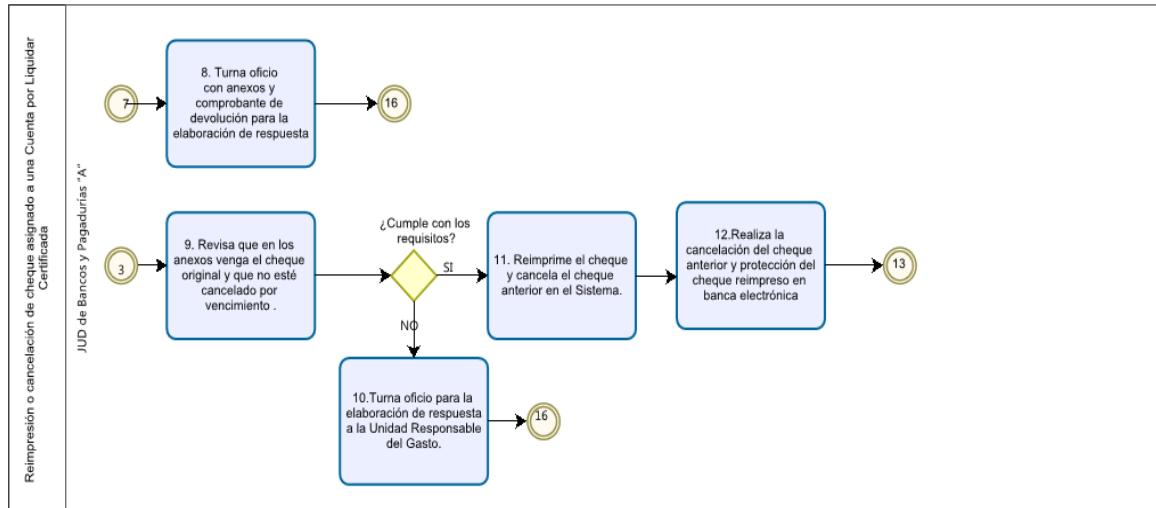 Reimpresión o cancelación de cheque asignado a una Cuenta por Liquidar
Certificada
JUD de Bancos y Pagadurías "A"
7
8. Turna oficio
con anexos y
comprobante de
devolución para la
elaboración de respuesta
16
3
9. Revisa que en los
anexos venga el cheque
original y que no esté
cancelado por
vencimiento .
¿Cumple con los
requisitos?
SI
NO
11. Reimprime el cheque
y cancela el cheque
anterior en el Sistema.
12.Realiza la
cancelación del cheque
anterior y protección del
cheque reimpreso en
banca electrónica
13
10.Turna oficio para la
elaboración de respuesta
a la Unidad Responsable
del Gasto.
16